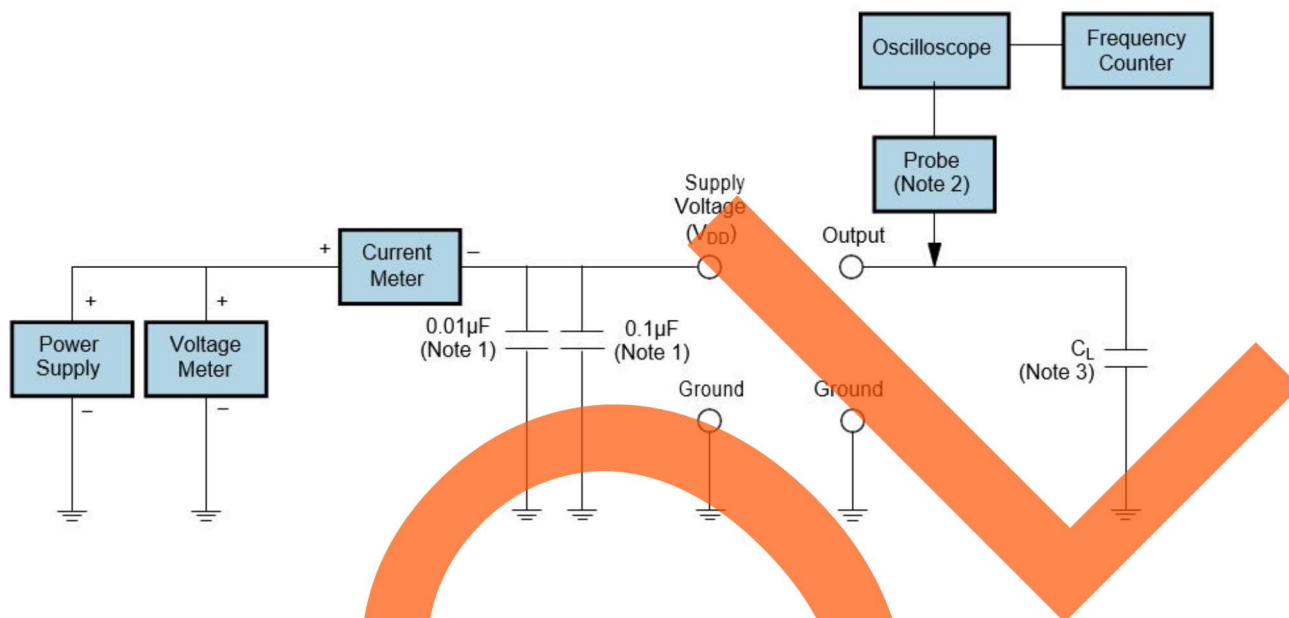 Oscilloscope
Frequency
Counter
Probe
(Note 2)
Supply
Voltage
(VDD)
Output
+
Current
Meter
–
+
+
Power
Supply
Voltage
Meter
–
–
0.01µF
(Note 1)
0.1µF
(Note 1)
CL
(Note 3)
Ground
Ground